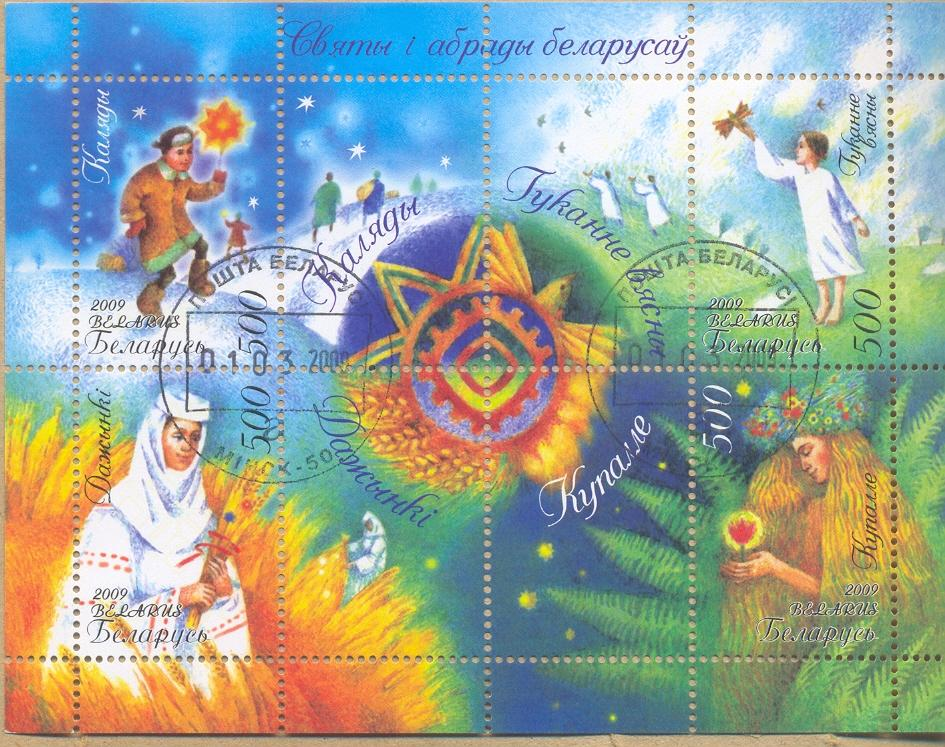 Святы і абрады беларусаў
Каляды
Каляды
2009
BELARUS
Беларусь
500
Гуканне вясны
Гуканне
вясны
2009
BELARUS
Беларусь
500
ПОШТА БЕЛАРУСІ
01 03 2009
МІНСК-50
ПОШТА БЕЛАРУСІ
Дажынкі
500
Дажынкі
2009
BELARUS
Беларусь
Купалле
500
Купалле
2009
BELARUS
Беларусь